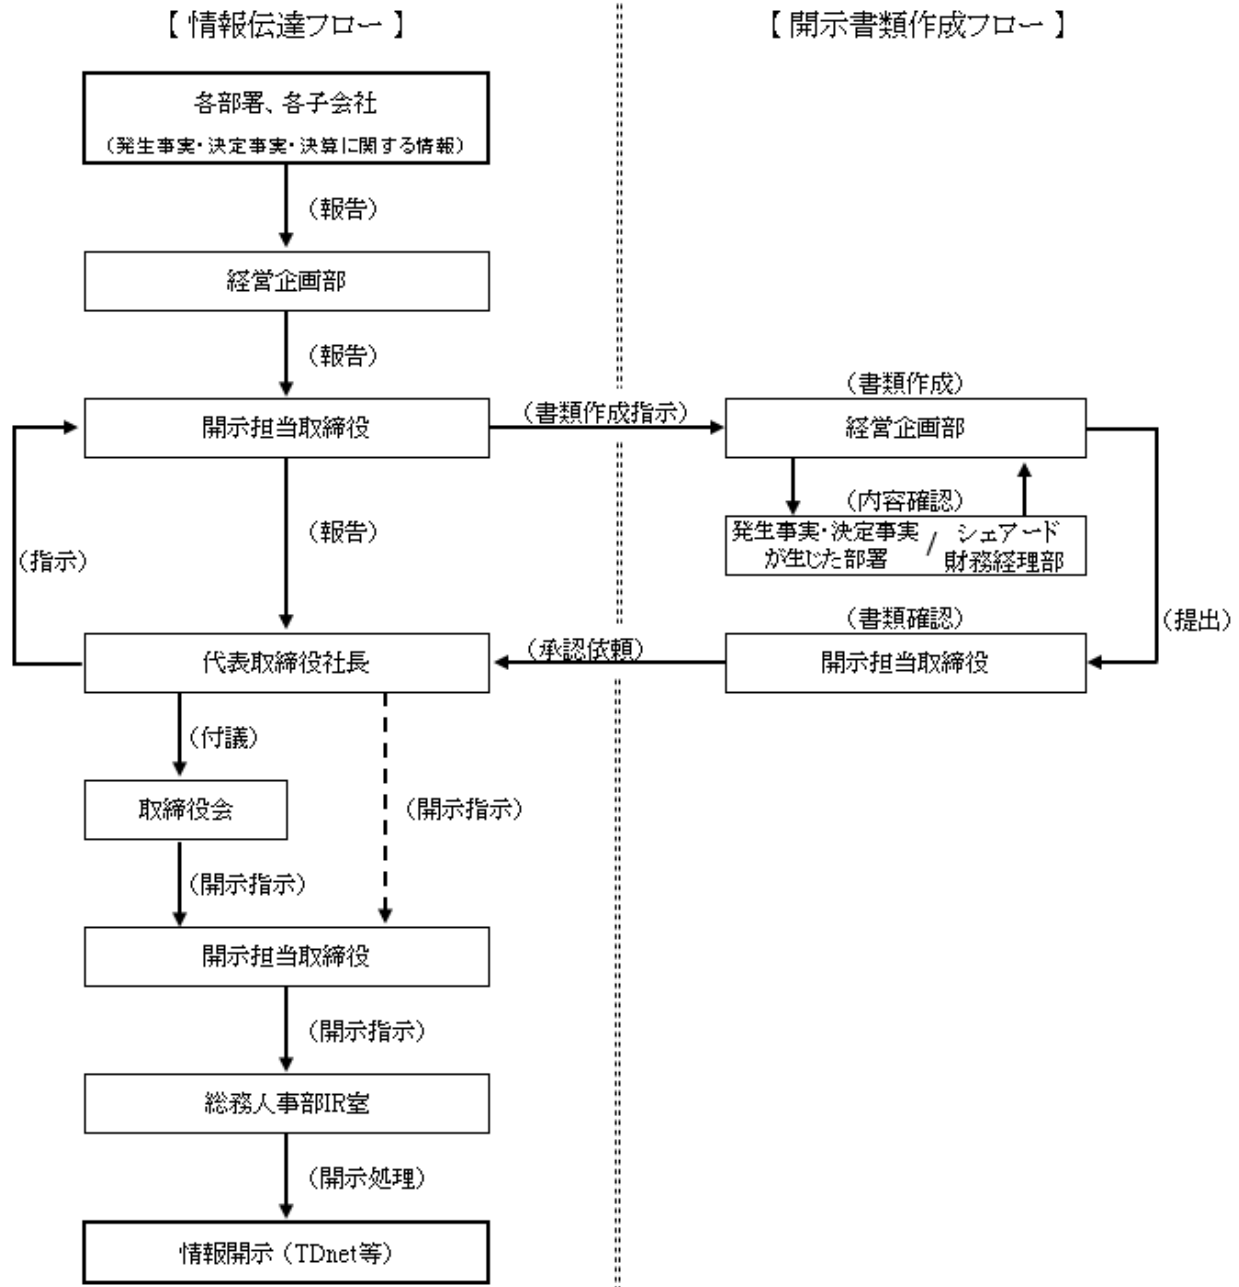 【 情報伝達フロー 】
【 開示書類作成フロー 】
各部署、各子会社
(発生事実・決定事実・決算に関する情報)
(報告)
経営企画部
(報告)
開示担当取締役
(書類作成指示)
(書類作成)
経営企画部
(内容確認)
発生事実・決定事実
が生じた部署
/
シェアード
財務経理部
(報告)
(指示)
(提出)
(書類確認)
開示担当取締役
(承認依頼)
代表取締役社長
(付議)
取締役会
(開示指示)
(開示指示)
開示担当取締役
(開示指示)
総務人事部IR室
(開示処理)
情報開示 (TDnet等)